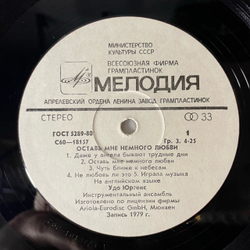 МИНИСТЕРСТВО
КУЛЬТУРЫ СССР
ВСЕСОЮЗНАЯ ФИРМА
ГРАМПЛАСТИНОК
МЕЛОДИЯ
АПРЕЛЕВСКИЙ ОРДЕНА ЛЕНИНА ЗАВОД ГРАМПЛАСТИНОК
СТЕРЕО
33
ГОСТ 5289-80
1
С60—18157
Гр. 3. 4-25
ОСТАВЬ МНЕ НЕМНОГО ЛЮБВИ
1. Даже у ангела бывают трудные дни
2. Оставь мне немного любви
3. Чуть ближе к небесам
4. Не любовь ли это 5. Играла музыка
На английском языке
Удо Юргенс
Инструментальный ансамбль
Изготовлено по лицензии фирмы
Ariola-Eurodisc GmbH, Мюнхен
Запись 1979 г.